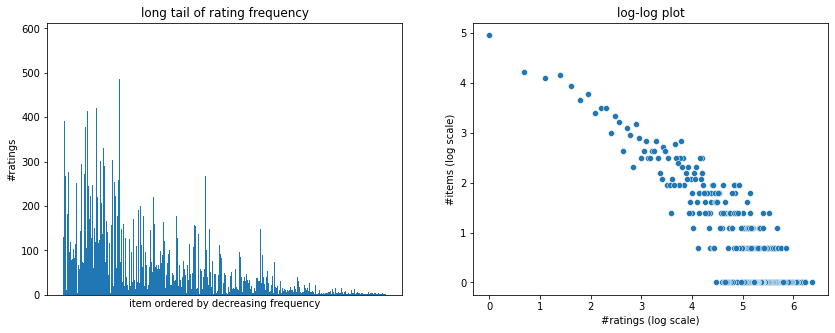 long tail of rating frequency
600
500
400
300
200
100
0
#ratings
item ordered by decreasing frequency
log-log plot
5
4
3
2
1
0
#items (log scale)
0 1 2 3 4 5 6
#ratings (log scale)